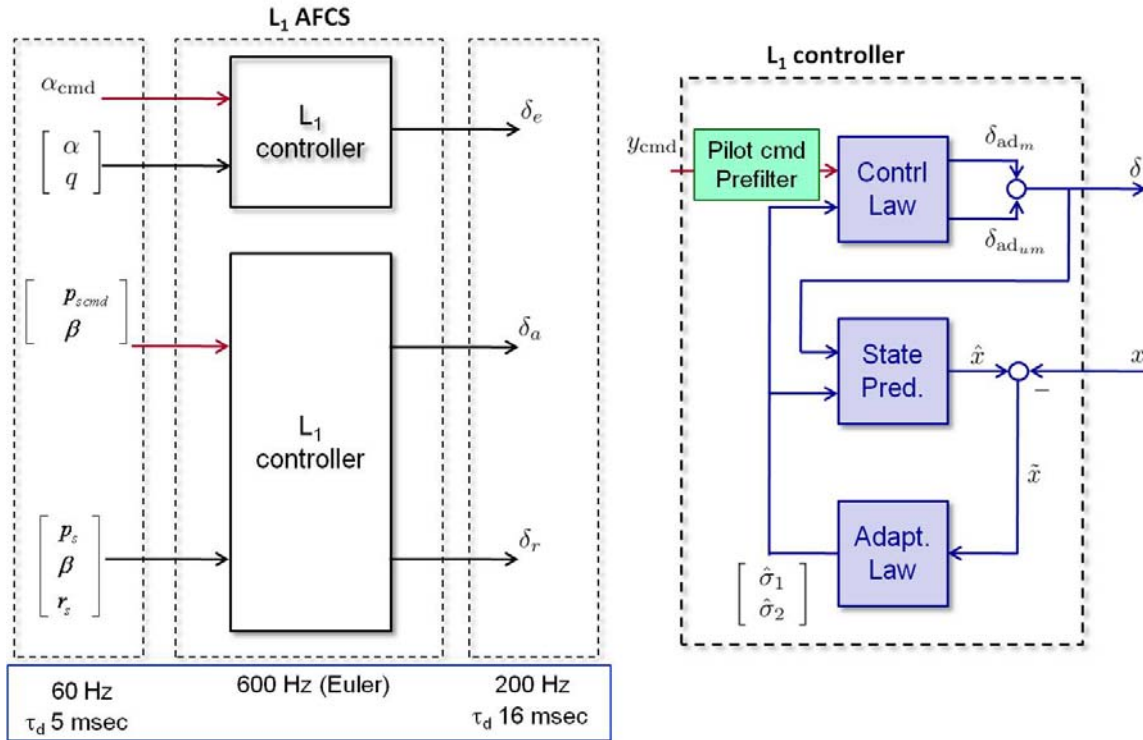 L₁ AFCS
α_cmd
[ α
q ]
L₁
controller
δ_e
[ p_scmd
β ]
L₁
controller
δ_a
[ p_s
β
r_s ]
δ_r
60 Hz
τ_d 5 msec
600 Hz (Euler)
200 Hz
τ_d 16 msec
L₁ controller
y_cmd
Pilot cmd
Prefilter
Contrl
Law
δ_ad_m
δ_ad_um
δ
State
Pred.
x̂
x
−
x̃
Adapt.
Law
[ σ̂₁
σ̂₂ ]